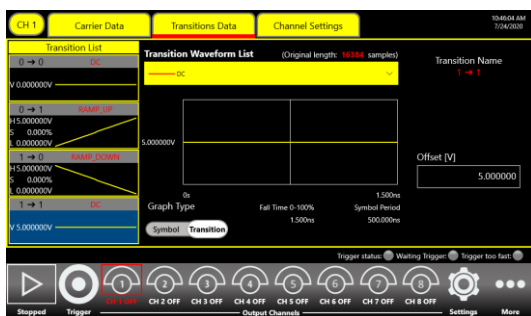 CH 1
Carrier Data
Transitions Data
Channel Settings
10:46:04 AM
7/24/2020
Transition List
0 → 0 DC
V 0.000000V
0 → 1 RAMP_UP
H 5.000000V
S 0.000%
L 0.000000V
1 → 0 RAMP_DOWN
H 5.000000V
S 0.000%
L 0.000000V
1 → 1 DC
V 5.000000V
Transition Waveform List (Original length: 16384 samples)
DC
5.000000V
0s 1.500ns
Graph Type
Fall Time 0-100% Symbol Period
1.500ns 500.000ns
Symbol Transition
Transition Name
1 → 1
Offset [V]
5.000000
Trigger status: Waiting Trigger: Trigger too fast:
1 2 3 4 5 6 7 8
CH 1 OFF CH 2 OFF CH 3 OFF CH 4 OFF CH 5 OFF CH 6 OFF CH 7 OFF CH 8 OFF
Stopped Trigger Output Channels Settings More